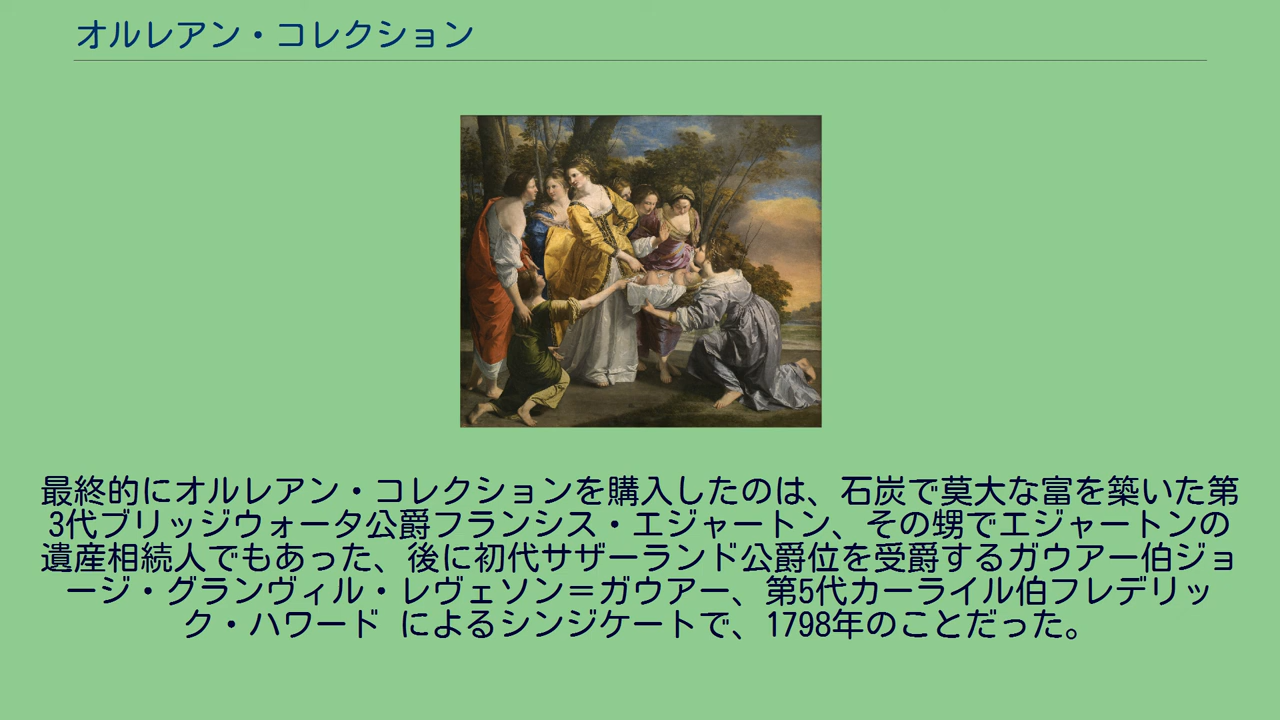 オルレアン・コレクション
最終的にオルレアン・コレクションを購入したのは、石炭で莫大な富を築いた第
3代ブリッジウォータ公爵フランシス・エジャートン、その甥でエジャートンの
遺産相続人でもあった、後に初代サザーランド公爵位を受爵するガウアー伯ジョ
ージ・グランヴィル・レヴェソン＝ガウアー、第5代カーライル伯フレデリッ
ク・ハワード によるシンジケートで、1798年のことだった。